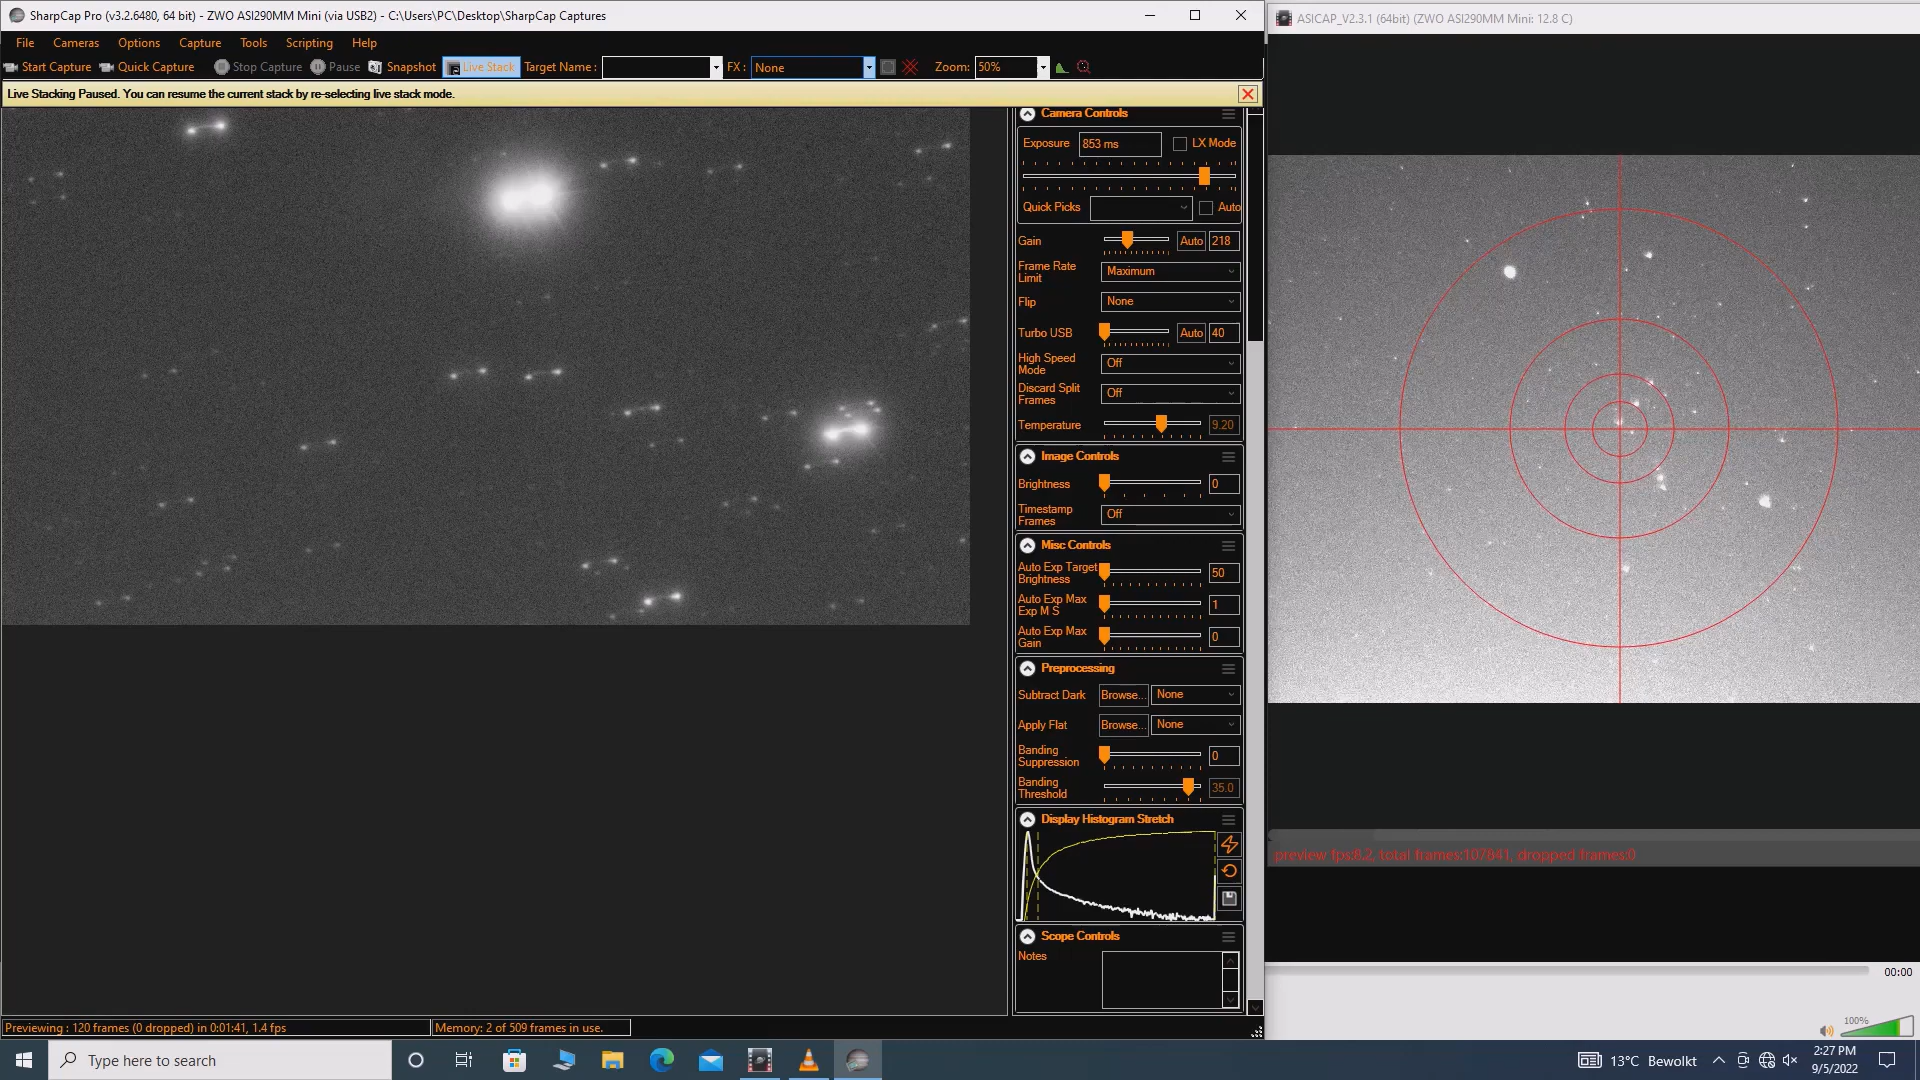 SharpCap Pro (v3.2.6480, 64 bit) - ZWO ASI290MM Mini (via USB2) - C:\Users\PC\Desktop\SharpCap Captures
ASICAP_V2.3.1 (64bit) (ZWO ASI290MM Mini: 12.8 C)
File Cameras Options Capture Tools Scripting Help
Start Capture Quick Capture Stop Capture Pause Snapshot Live Stack Target Name : FX : None Zoom: 50%
Live Stacking Paused. You can resume the current stack by re-selecting live stack mode.
Camera Controls
Exposure 853 ms LX Mode
Quick Picks Auto
Gain Auto 218
Frame Rate
Limit Maximum
Flip None
Turbo USB Auto 40
High Speed
Mode Off
Discard Split
Frames Off
Temperature 9.20
Image Controls
Brightness 0
Timestamp
Frames Off
Misc Controls
Auto Exp Target
Brightness 50
Auto Exp Max
Exp M S 1
Auto Exp Max
Gain 0
Preprocessing
Subtract Dark Browse... None
Apply Flat Browse... None
Banding
Suppression 0
Banding
Threshold 35.0
Display Histogram Stretch
preview fps:8.2, total frames:107841, dropped frames:0
Scope Controls
Notes
00:00
100%
Previewing : 120 frames (0 dropped) in 0:01:41, 1.4 fps Memory: 2 of 509 frames in use.
Type here to search
13°C Bewolkt
2:27 PM
9/5/2022